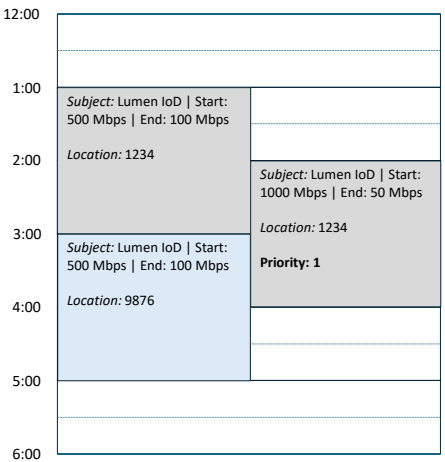 12:00
1:00
Subject: Lumen IoD | Start:
500 Mbps | End: 100 Mbps
Location: 1234
2:00
Subject: Lumen IoD | Start:
1000 Mbps | End: 50 Mbps
Location: 1234
Priority: 1
3:00
Subject: Lumen IoD | Start:
500 Mbps | End: 100 Mbps
Location: 9876
4:00
5:00
6:00